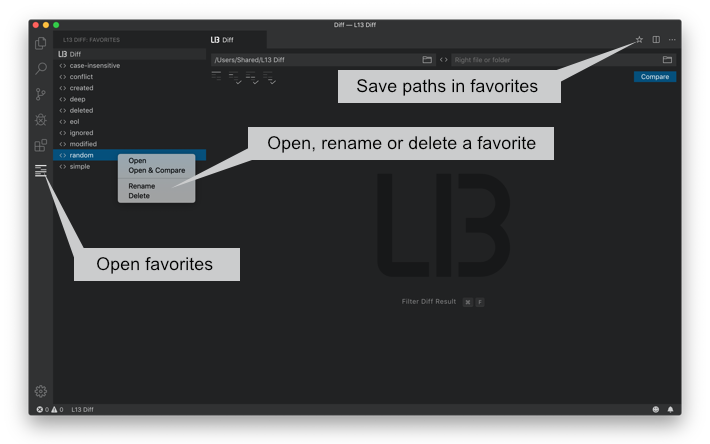 Diff — L13 Diff
L13 DIFF: FAVORITES
L13 Diff
L13 Diff
/Users/Shared/L13 Diff
<> Right file or folder
Compare
<> case-insensitive
<> conflict
<> created
<> deep
<> deleted
<> eol
<> ignored
<> modified
<> random
<> simple
Open
Open & Compare
Rename
Delete
Save paths in favorites
Open, rename or delete a favorite
Open favorites
L13
Filter Diff Result ⌘ F
0 0 L13 Diff